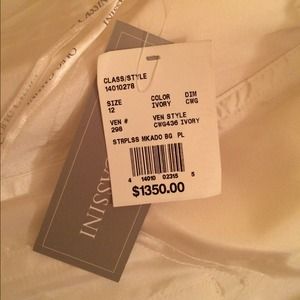 CLASS/STYLE
14010278
SIZE COLOR DIM
12 IVORY CWG
VEN # VEN STYLE
298 CWG436 IVORY
STRPLSS MKADO BG PL
4 14010 02315 5
$1350.00
CASSINI